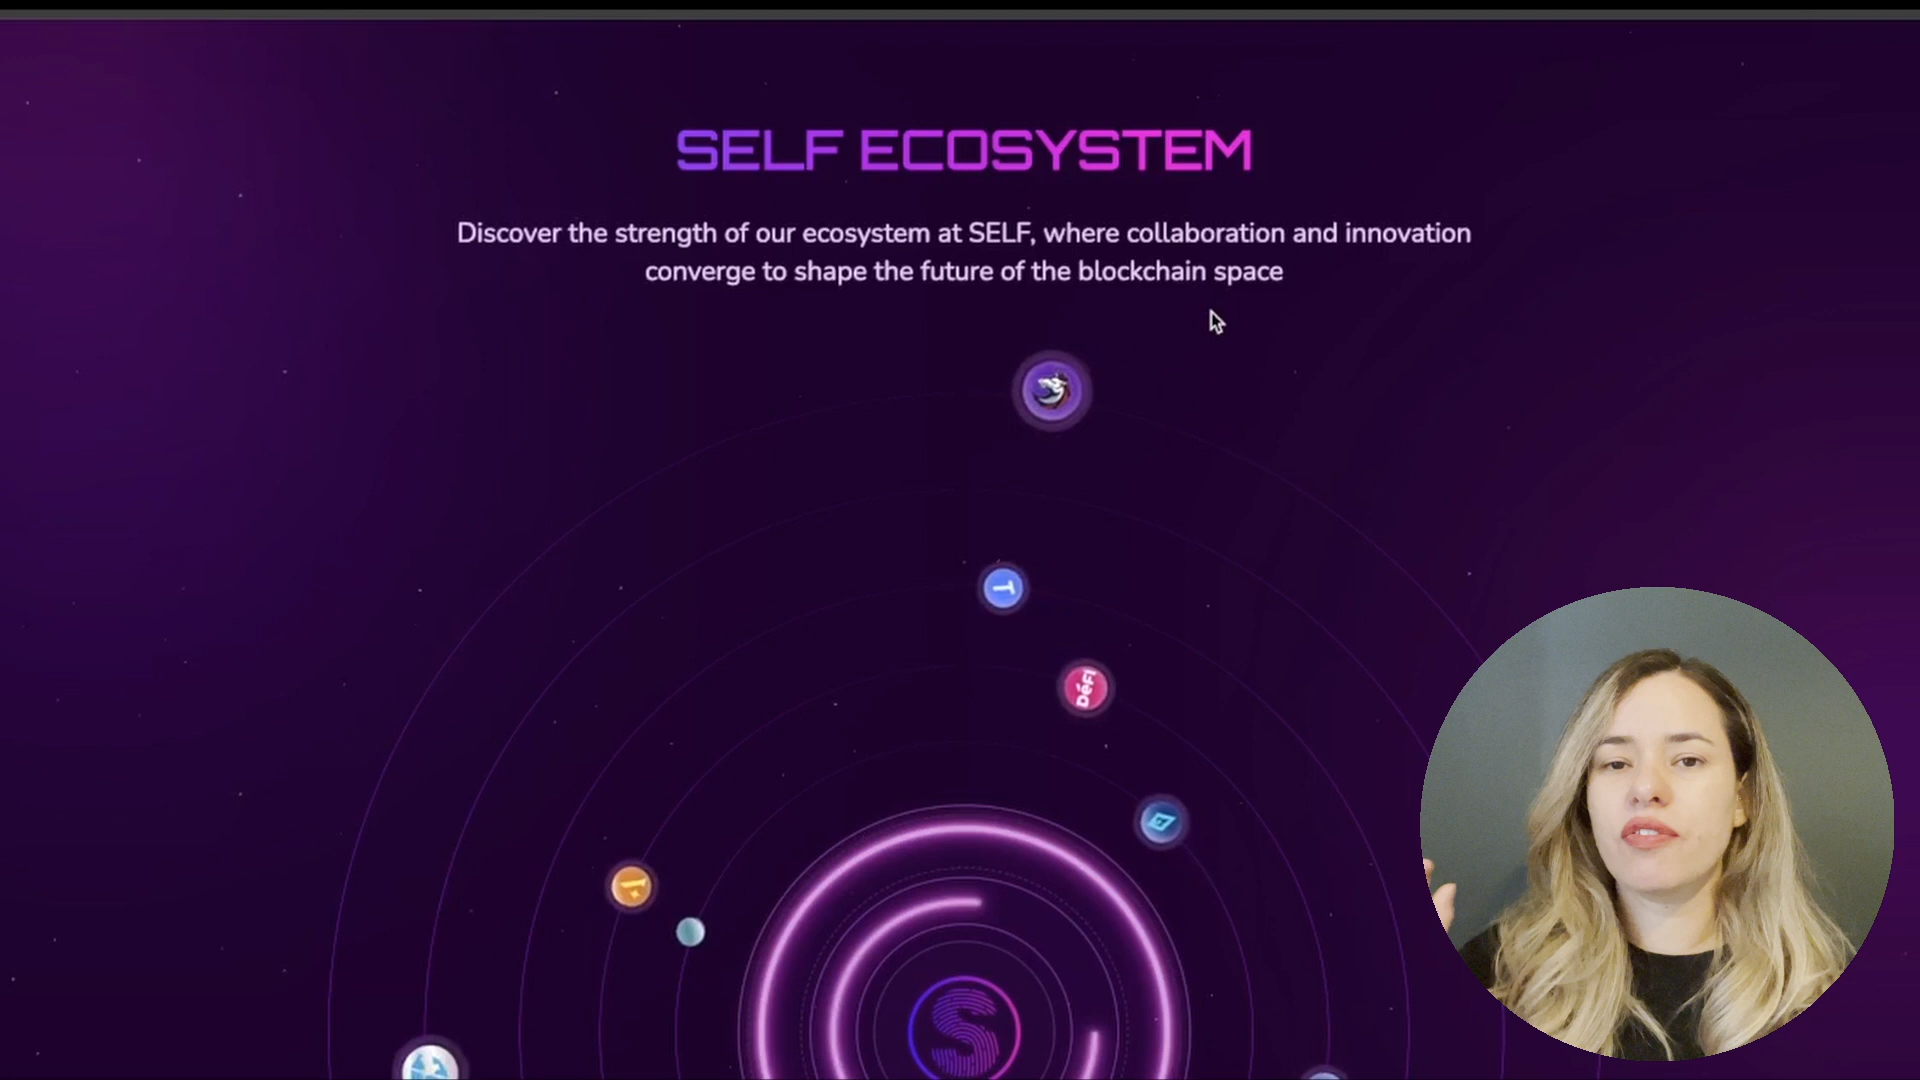 SELF ECOSYSTEM
Discover the strength of our ecosystem at SELF, where collaboration and innovation
converge to shape the future of the blockchain space
T
DéFi
S